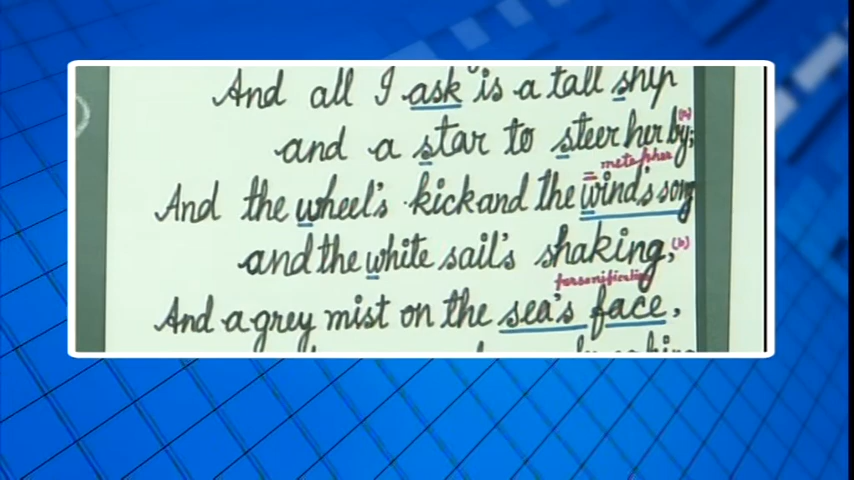 And all I ask is a tall ship
and a star to steer her by;
(a)
metaphor
And the wheel's kick and the wind's song
and the white sail's shaking,
(b)
personification
And a grey mist on the sea's face,